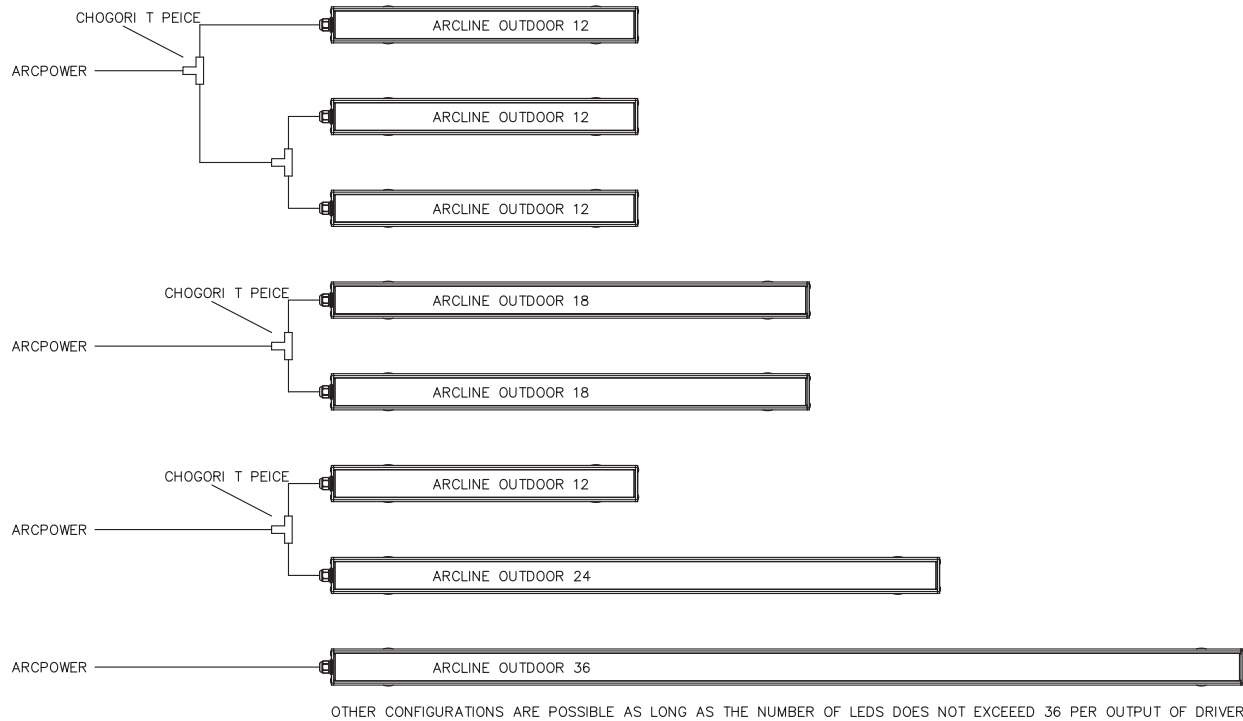 CHOGORI T PEICE
ARCLINE OUTDOOR 12
ARCPOWER
ARCLINE OUTDOOR 12
ARCLINE OUTDOOR 12
CHOGORI T PEICE
ARCLINE OUTDOOR 18
ARCPOWER
ARCLINE OUTDOOR 18
CHOGORI T PEICE
ARCLINE OUTDOOR 12
ARCPOWER
ARCLINE OUTDOOR 24
ARCPOWER
ARCLINE OUTDOOR 36
OTHER CONFIGURATIONS ARE POSSIBLE AS LONG AS THE NUMBER OF LEDS DOES NOT EXCEEED 36 PER OUTPUT OF DRIVER